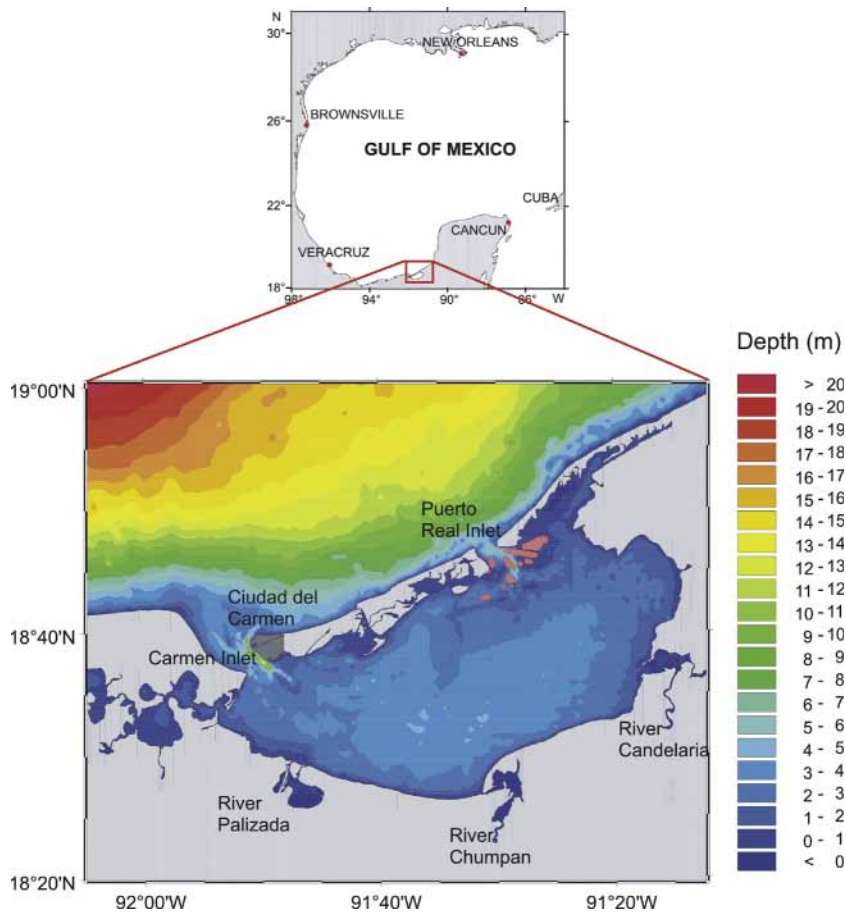 N
30°
NEW ORLEANS
26°
BROWNSVILLE
GULF OF MEXICO
22°
CUBA
CANCUN
VERACRUZ
18°
98°
94°
90°
86°
W
Depth (m)
19°00'N
> 20
19 - 20
18 - 19
17 - 18
16 - 17
15 - 16
14 - 15
13 - 14
12 - 13
11 - 12
10 - 11
9 - 10
8 - 9
7 - 8
6 - 7
5 - 6
4 - 5
3 - 4
2 - 3
1 - 2
0 - 1
< 0
Puerto
Real Inlet
Ciudad del
Carmen
18°40'N
Carmen Inlet
River
Candelaria
River
Palizada
River
Chumpan
18°20'N
92°00'W
91°40'W
91°20'W